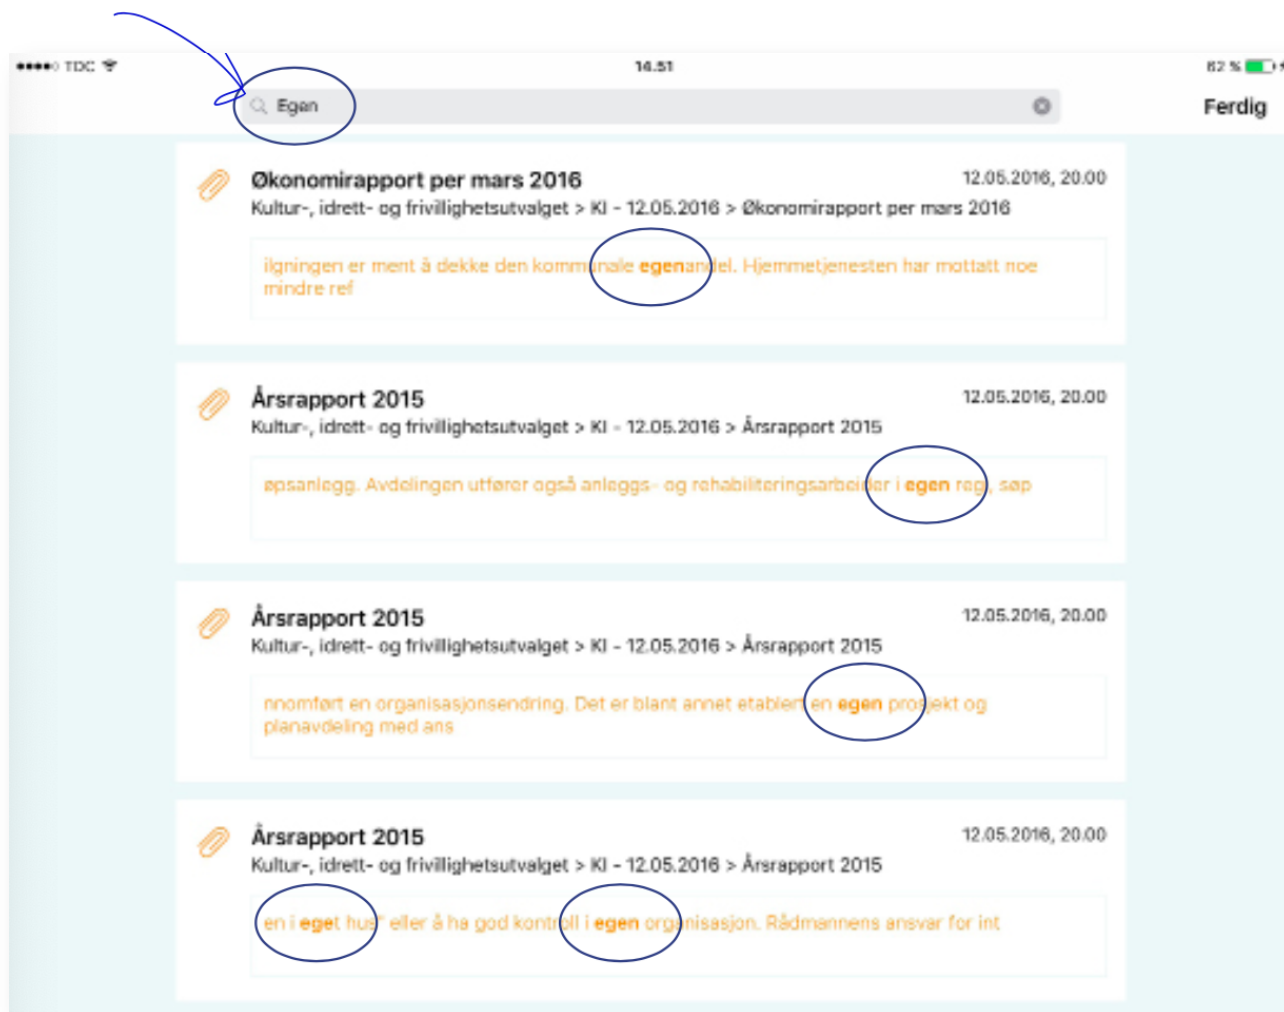 TDC
14.51
62 %
Egen
Ferdig
Økonomirapport per mars 2016
12.05.2016, 20.00
Kultur-, idrett- og frivillighetsutvalget > KI - 12.05.2016 > Økonomirapport per mars 2016
ilgningen er ment å dekke den kommunale egenandel. Hjemmetjenesten har mottatt noe
mindre ref
Årsrapport 2015
12.05.2016, 20.00
Kultur-, idrett- og frivillighetsutvalget > KI - 12.05.2016 > Årsrapport 2015
øpsanlegg. Avdelingen utfører også anleggs- og rehabiliteringsarbeider i egen regi, søp
Årsrapport 2015
12.05.2016, 20.00
Kultur-, idrett- og frivillighetsutvalget > KI - 12.05.2016 > Årsrapport 2015
nnomført en organisasjonsendring. Det er blant annet etablert en egen prosjekt og
planavdeling med ans
Årsrapport 2015
12.05.2016, 20.00
Kultur-, idrett- og frivillighetsutvalget > KI - 12.05.2016 > Årsrapport 2015
en i eget hus" eller å ha god kontroll i egen organisasjon. Rådmannens ansvar for int